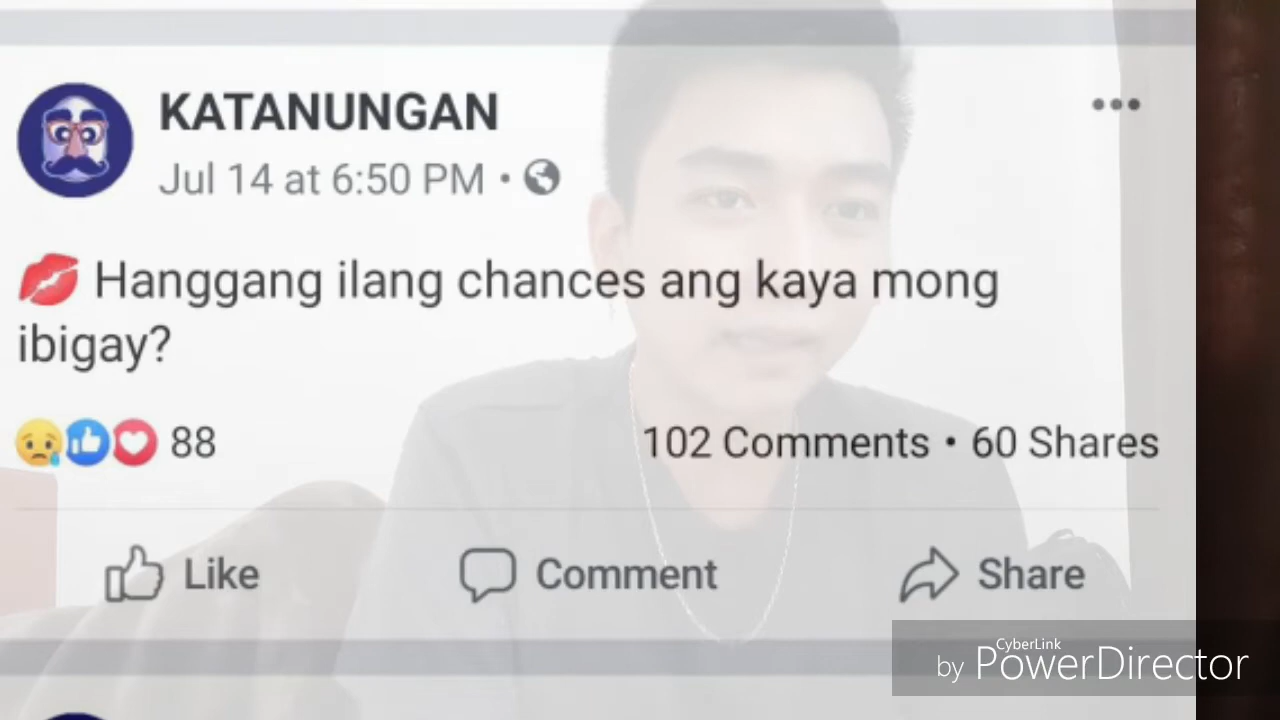 KATANUNGAN
Jul 14 at 6:50 PM •
💋 Hanggang ilang chances ang kaya mong
ibigay?
88
102 Comments • 60 Shares
Like
Comment
Share
CyberLink
by PowerDirector